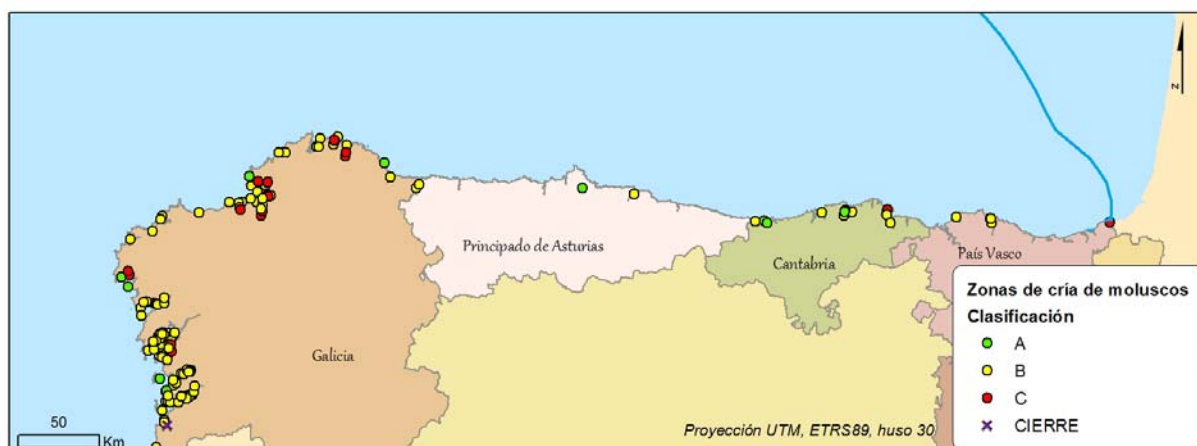 N
Principado de Asturias
Cantabria
País Vasco
Galicia
Zonas de cría de moluscos
Clasificación
A
B
C
CIERRE
50
Km
Proyección UTM, ETRS89, huso 30